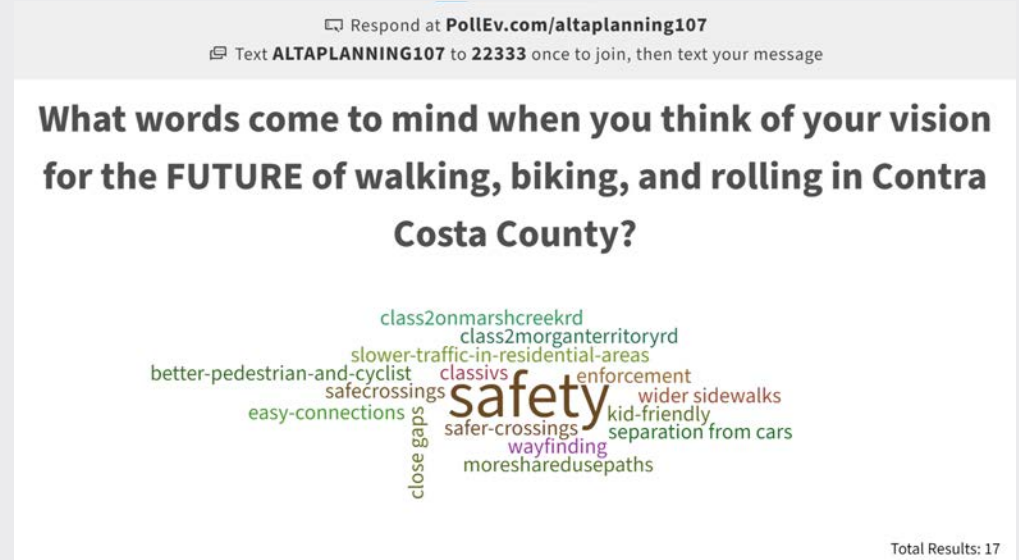 Respond at PollEv.com/altaplanning107
Text ALTAPLANNING107 to 22333 once to join, then text your message
What words come to mind when you think of your vision
for the FUTURE of walking, biking, and rolling in Contra
Costa County?
class2onmarshcreekrd
class2morganterritoryrd
slower-traffic-in-residential-areas
better-pedestrian-and-cyclist
classivs
enforcement
safecrossings
safety
wider sidewalks
easy-connections
kid-friendly
close gaps
safer-crossings
separation from cars
wayfinding
moresharedusepaths
Total Results: 17